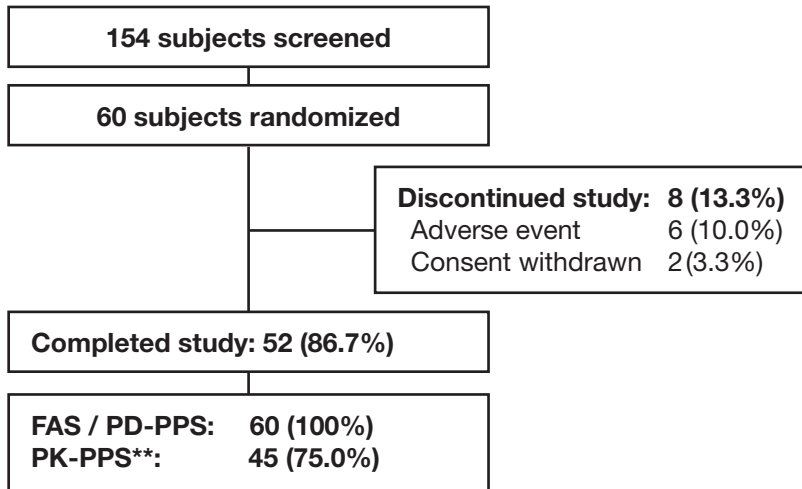 154 subjects screened
60 subjects randomized
Discontinued study: 8 (13.3%)
Adverse event 6 (10.0%)
Consent withdrawn 2(3.3%)
Completed study: 52 (86.7%)
FAS / PD-PPS: 60 (100%)
PK-PPS**: 45 (75.0%)